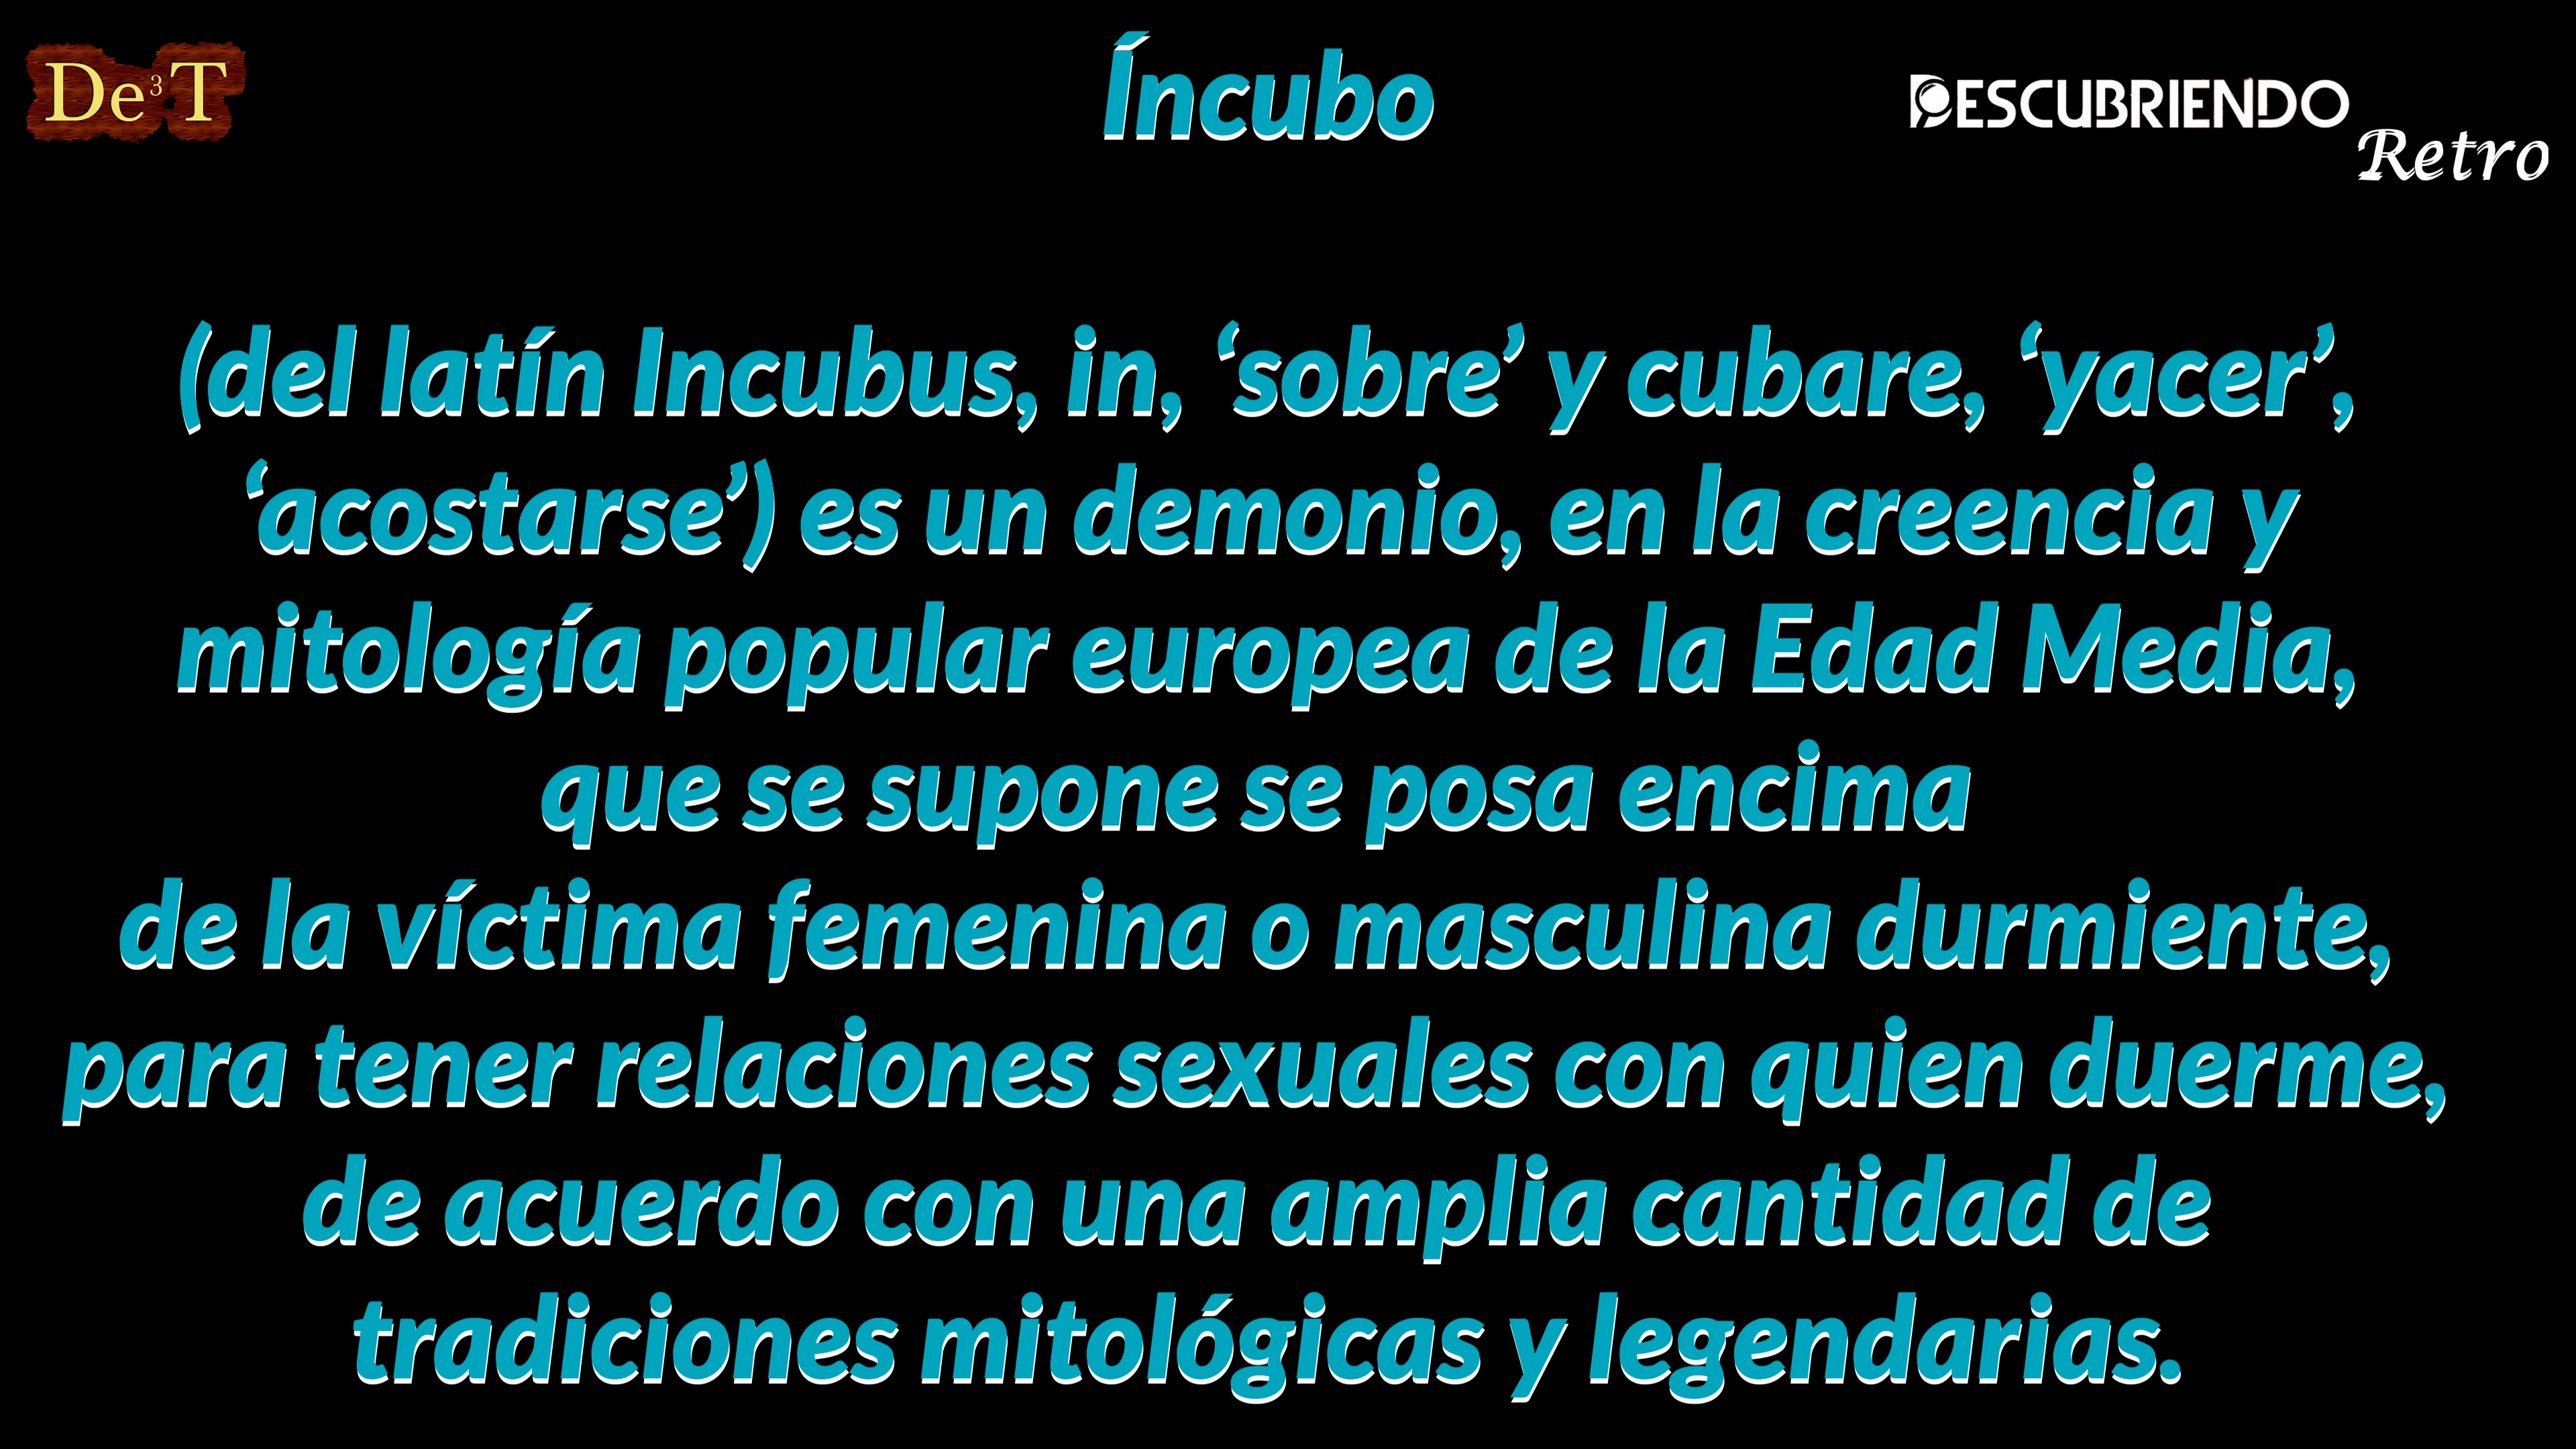 De³T
Íncubo
DESCUBRIENDO
Retro
(del latín Incubus, in, ‘sobre’ y cubare, ‘yacer’,
‘acostarse’) es un demonio, en la creencia y
mitología popular europea de la Edad Media,
que se supone se posa encima
de la víctima femenina o masculina durmiente,
para tener relaciones sexuales con quien duerme,
de acuerdo con una amplia cantidad de
tradiciones mitológicas y legendarias.